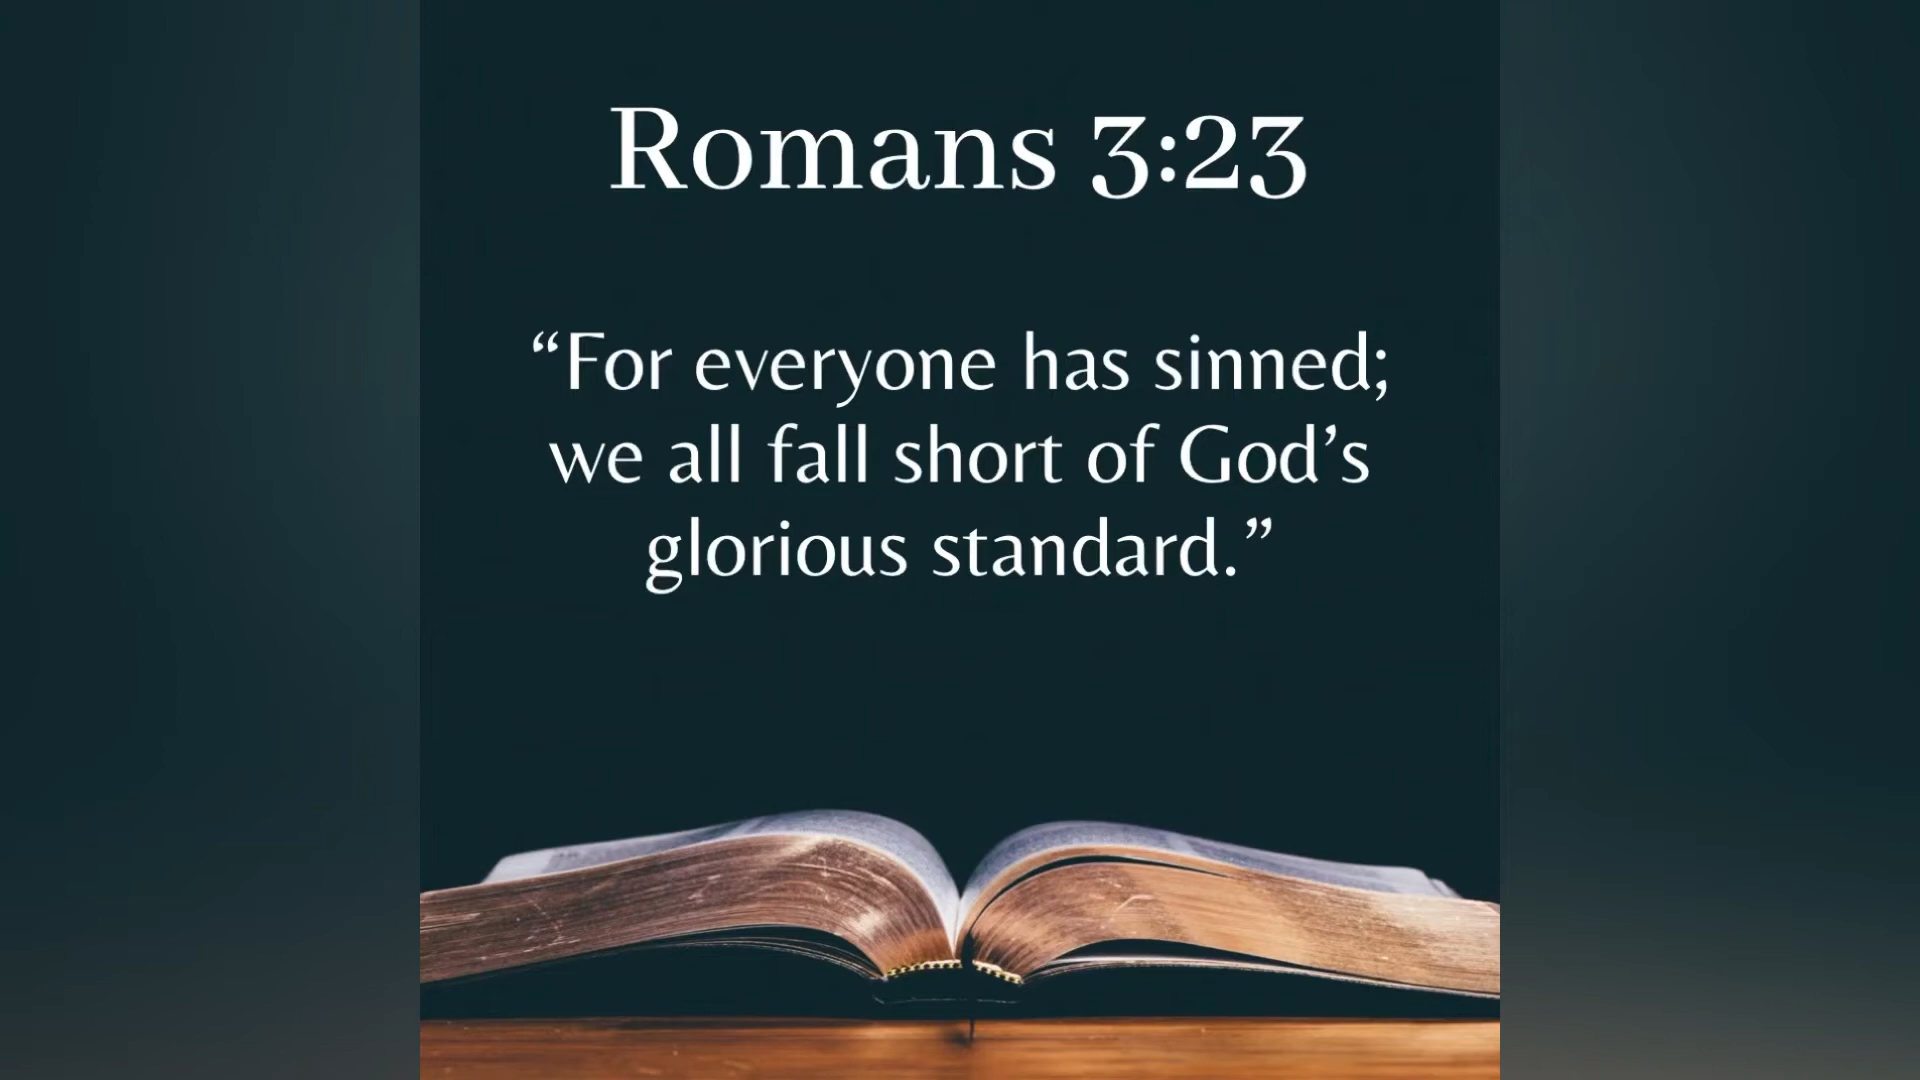 Romans 3:23
“For everyone has sinned;
we all fall short of God’s
glorious standard.”